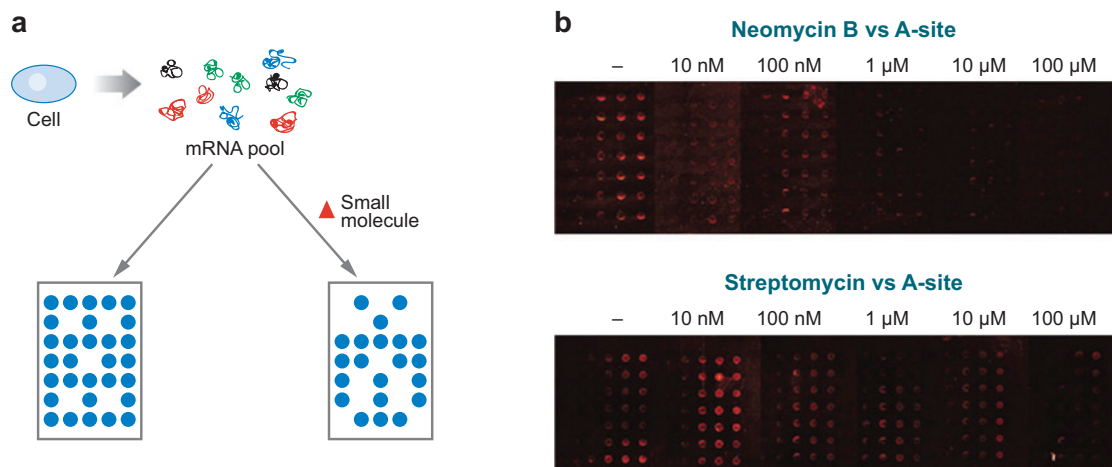 a
Cell
mRNA pool
Small
molecule
b
Neomycin B vs A-site
– 10 nM 100 nM 1 µM 10 µM 100 µM
Streptomycin vs A-site
– 10 nM 100 nM 1 µM 10 µM 100 µM